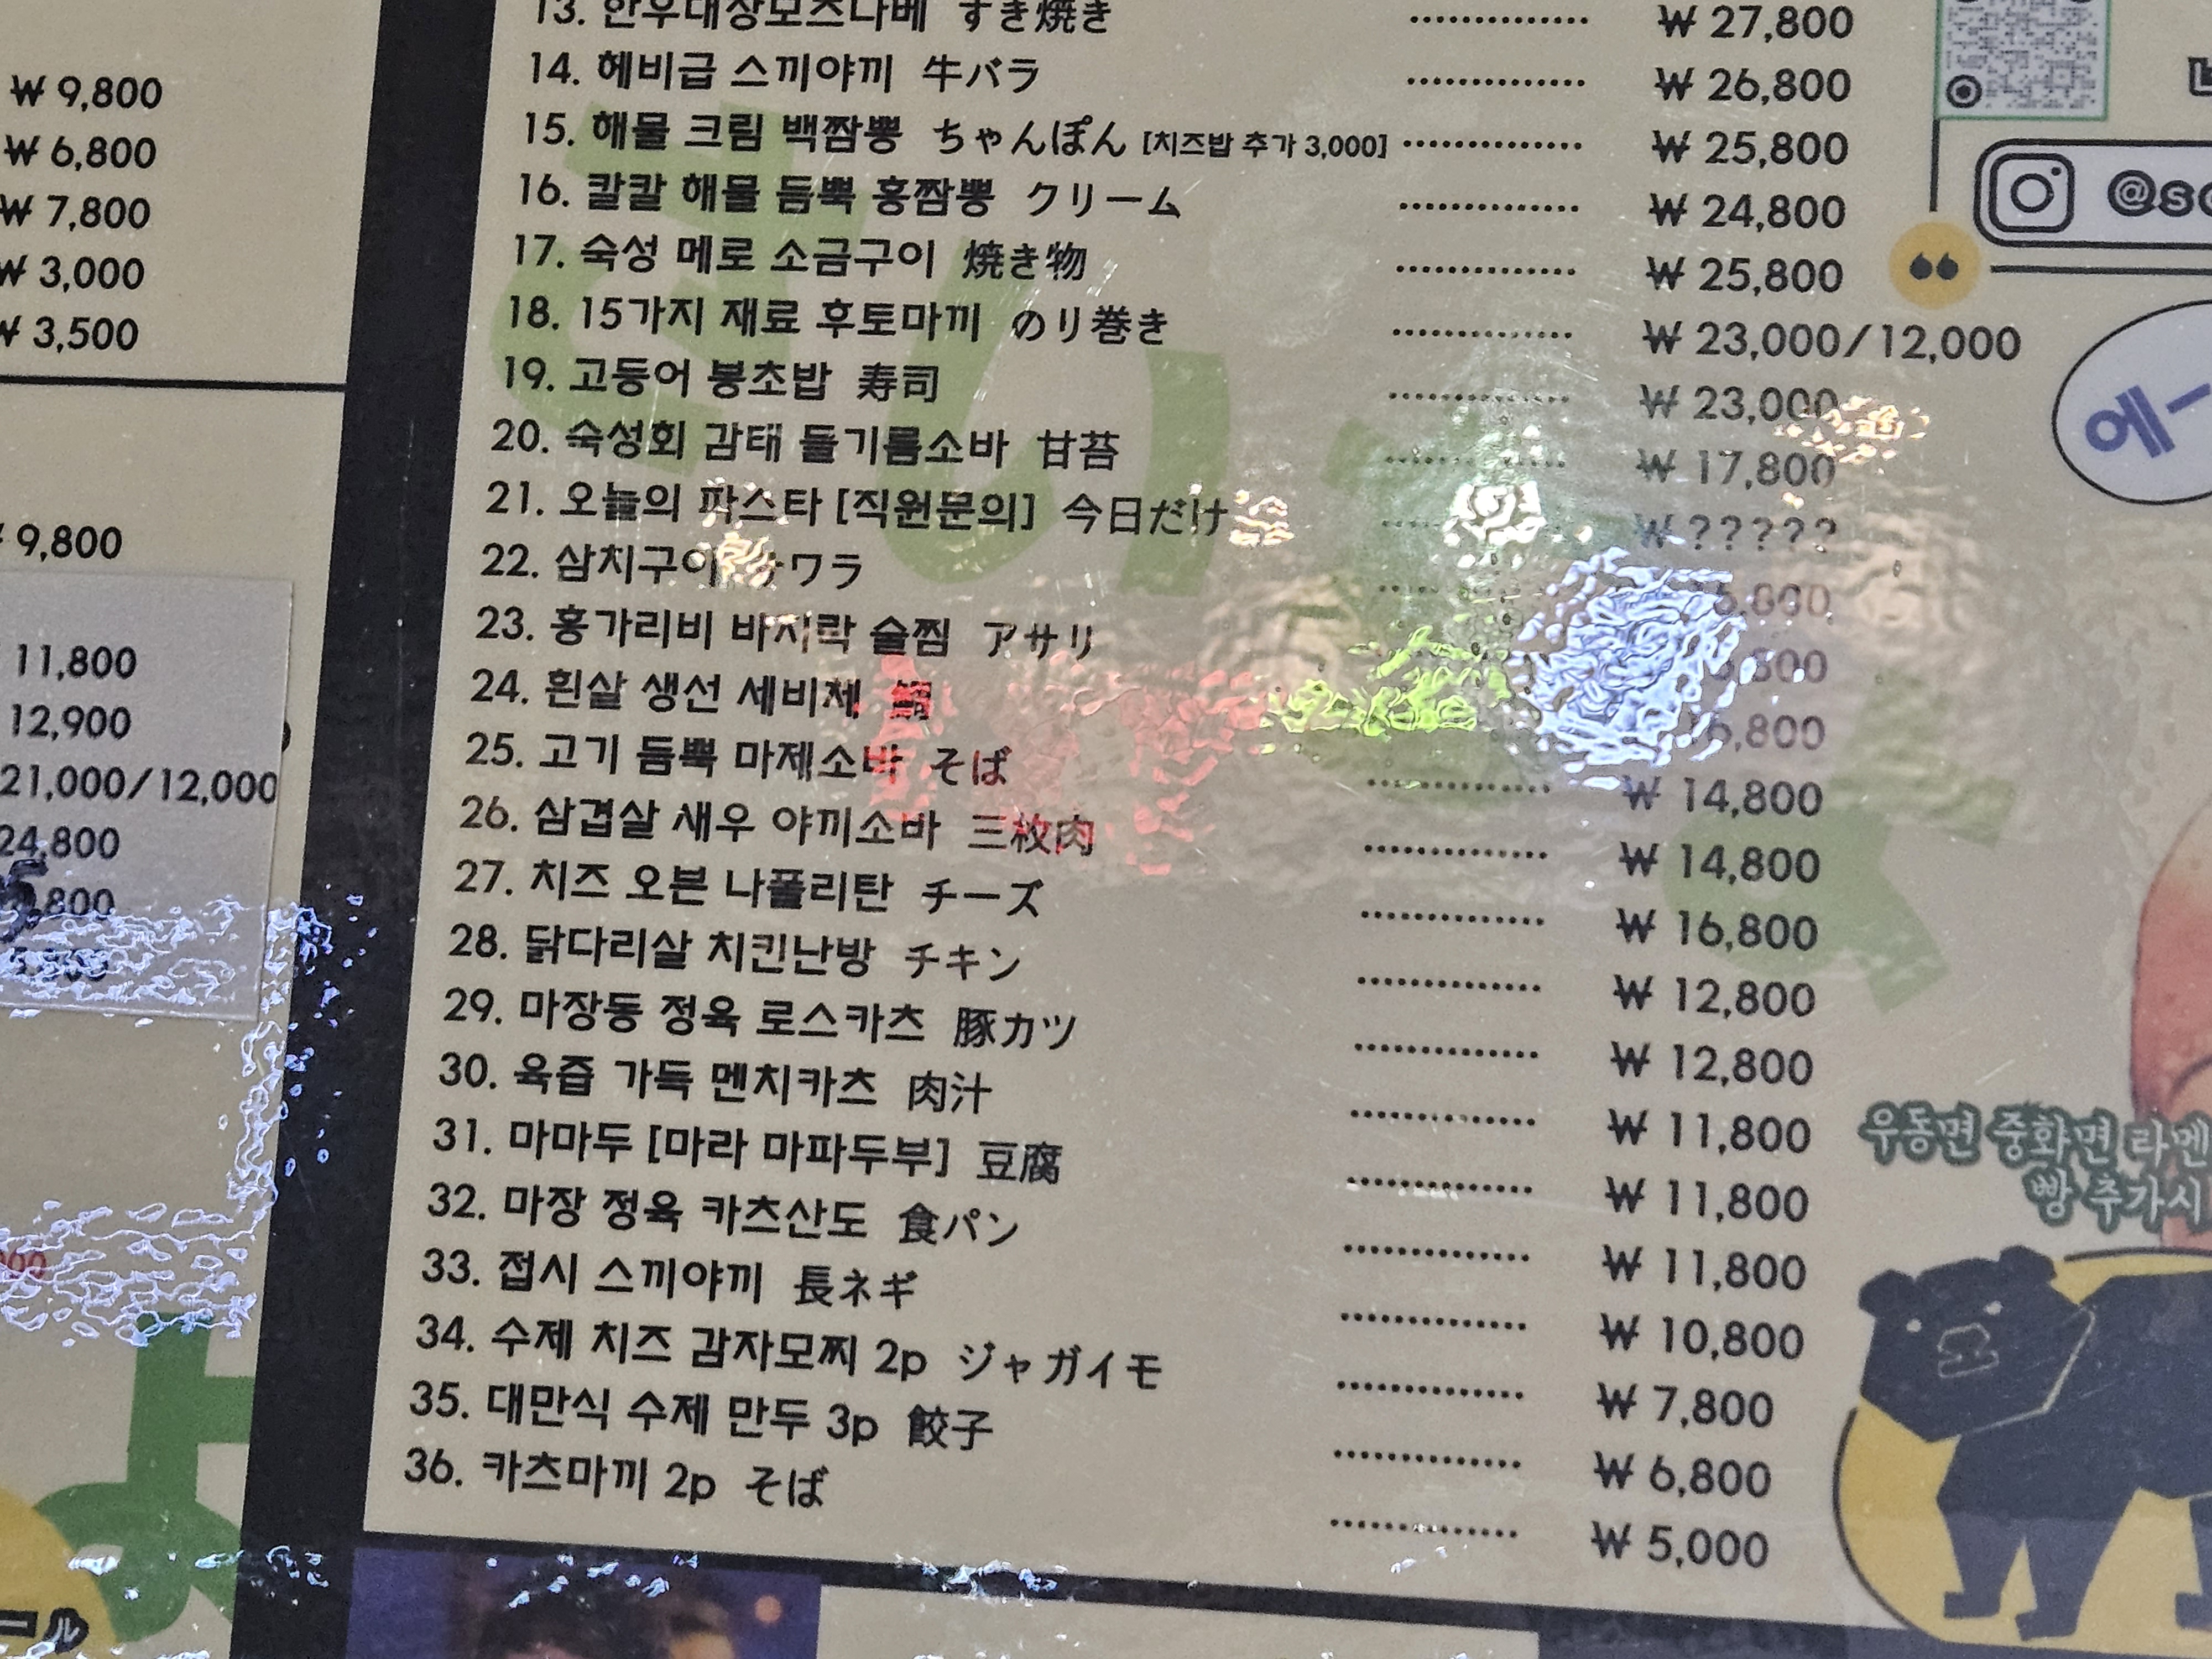 ₩ 9,800
₩ 6,800
₩ 7,800
₩ 3,000
₩ 3,500
9,800
11,800
12,900
21,000/12,000
24,800
800
13. 한우대창모츠나베 すき焼き ₩ 27,800
14. 헤비급 스끼야끼 牛バラ ₩ 26,800
15. 해물 크림 백짬뽕 ちゃんぽん [치즈밥 추가 3,000] ₩ 25,800
16. 칼칼 해물 듬뿍 홍짬뽕 クリーム ₩ 24,800
17. 숙성 메로 소금구이 焼き物 ₩ 25,800
18. 15가지 재료 후토마끼 のり巻き ₩ 23,000/12,000
19. 고등어 봉초밥 寿司 ₩ 23,000
20. 숙성회 감태 들기름소바 甘苔 ₩ 17,800
21. 오늘의 파스타 [직원문의] 今日だけ ₩ ?????
22. 삼치구이 サワラ
23. 홍가리비 바지락 술찜 アサリ
24. 흰살 생선 세비체
25. 고기 듬뿍 마제소바 そば ₩ 14,800
26. 삼겹살 새우 야끼소바 三枚肉 ₩ 14,800
27. 치즈 오븐 나폴리탄 チーズ ₩ 16,800
28. 닭다리살 치킨난방 チキン ₩ 12,800
29. 마장동 정육 로스카츠 豚カツ ₩ 12,800
30. 육즙 가득 멘치카츠 肉汁 ₩ 11,800
31. 마마두 [마라 마파두부] 豆腐 ₩ 11,800
32. 마장 정육 카츠산도 食パン ₩ 11,800
33. 접시 스끼야끼 長ネギ ₩ 10,800
34. 수제 치즈 감자모찌 2p ジャガイモ ₩ 7,800
35. 대만식 수제 만두 3p 餃子 ₩ 6,800
36. 카츠마끼 2p そば ₩ 5,000
우동면 중화면 라멘
빵 추가시